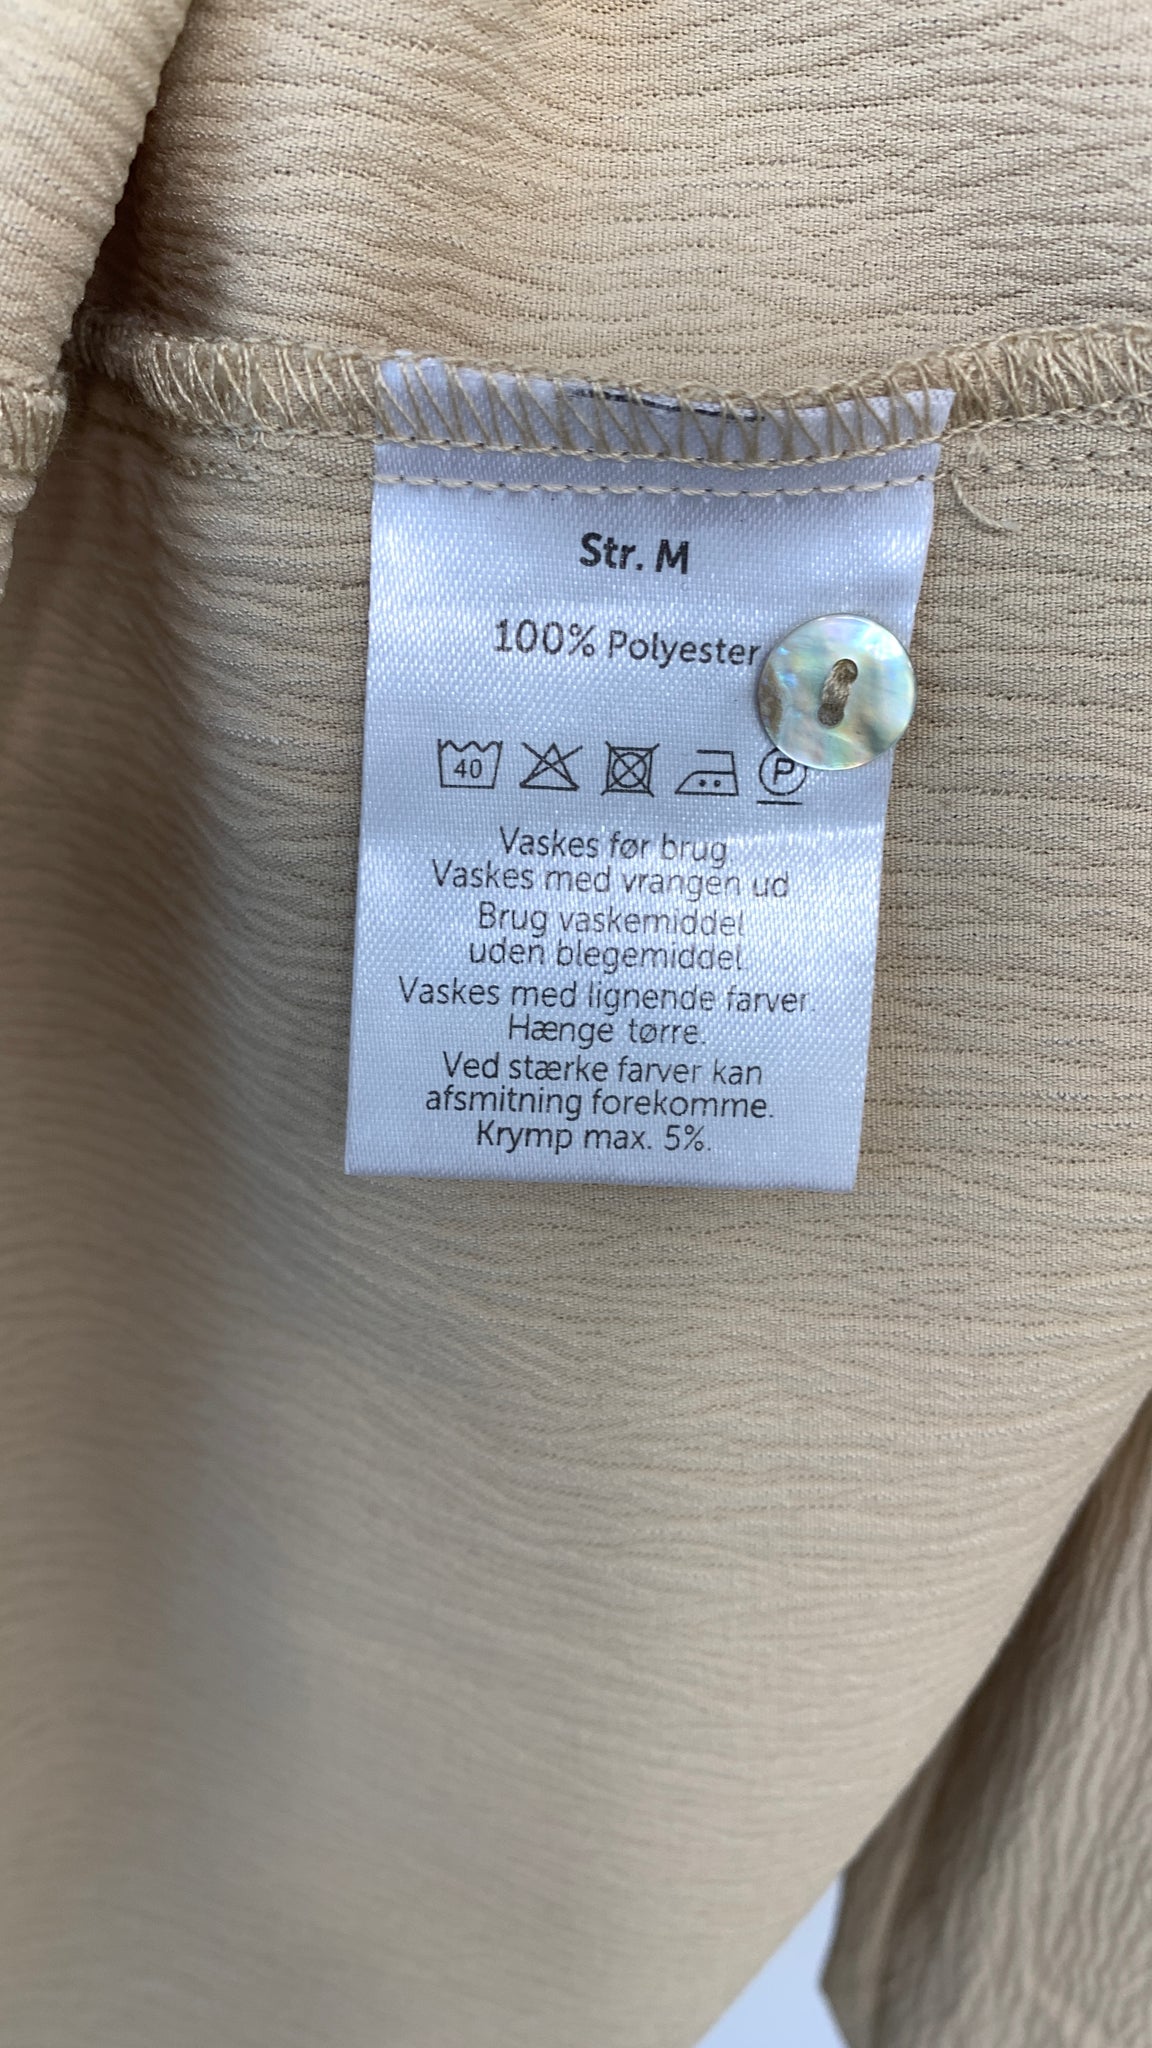 Str. M
100% Polyester
40
P
Vaskes før brug
Vaskes med vrangen ud
Brug vaskemiddel
uden blegemiddel
Vaskes med lignende farver.
Hænge tørre.
Ved stærke farver kan
afsmitning forekomme.
Krymp max. 5%.